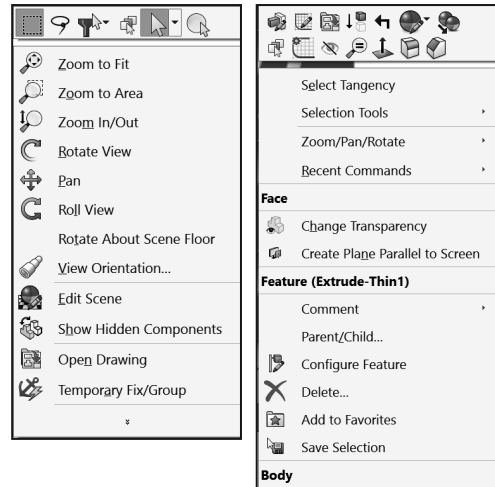 Zoom to Fit
Zoom to Area
Zoom In/Out
Rotate View
Pan
Roll View
Rotate About Scene Floor
View Orientation...
Edit Scene
Show Hidden Components
Open Drawing
Temporary Fix/Group
Select Tangency
Selection Tools
Zoom/Pan/Rotate
Recent Commands
Face
Change Transparency
Create Plane Parallel to Screen
Feature (Extrude-Thin1)
Comment
Parent/Child...
Configure Feature
Delete...
Add to Favorites
Save Selection
Body